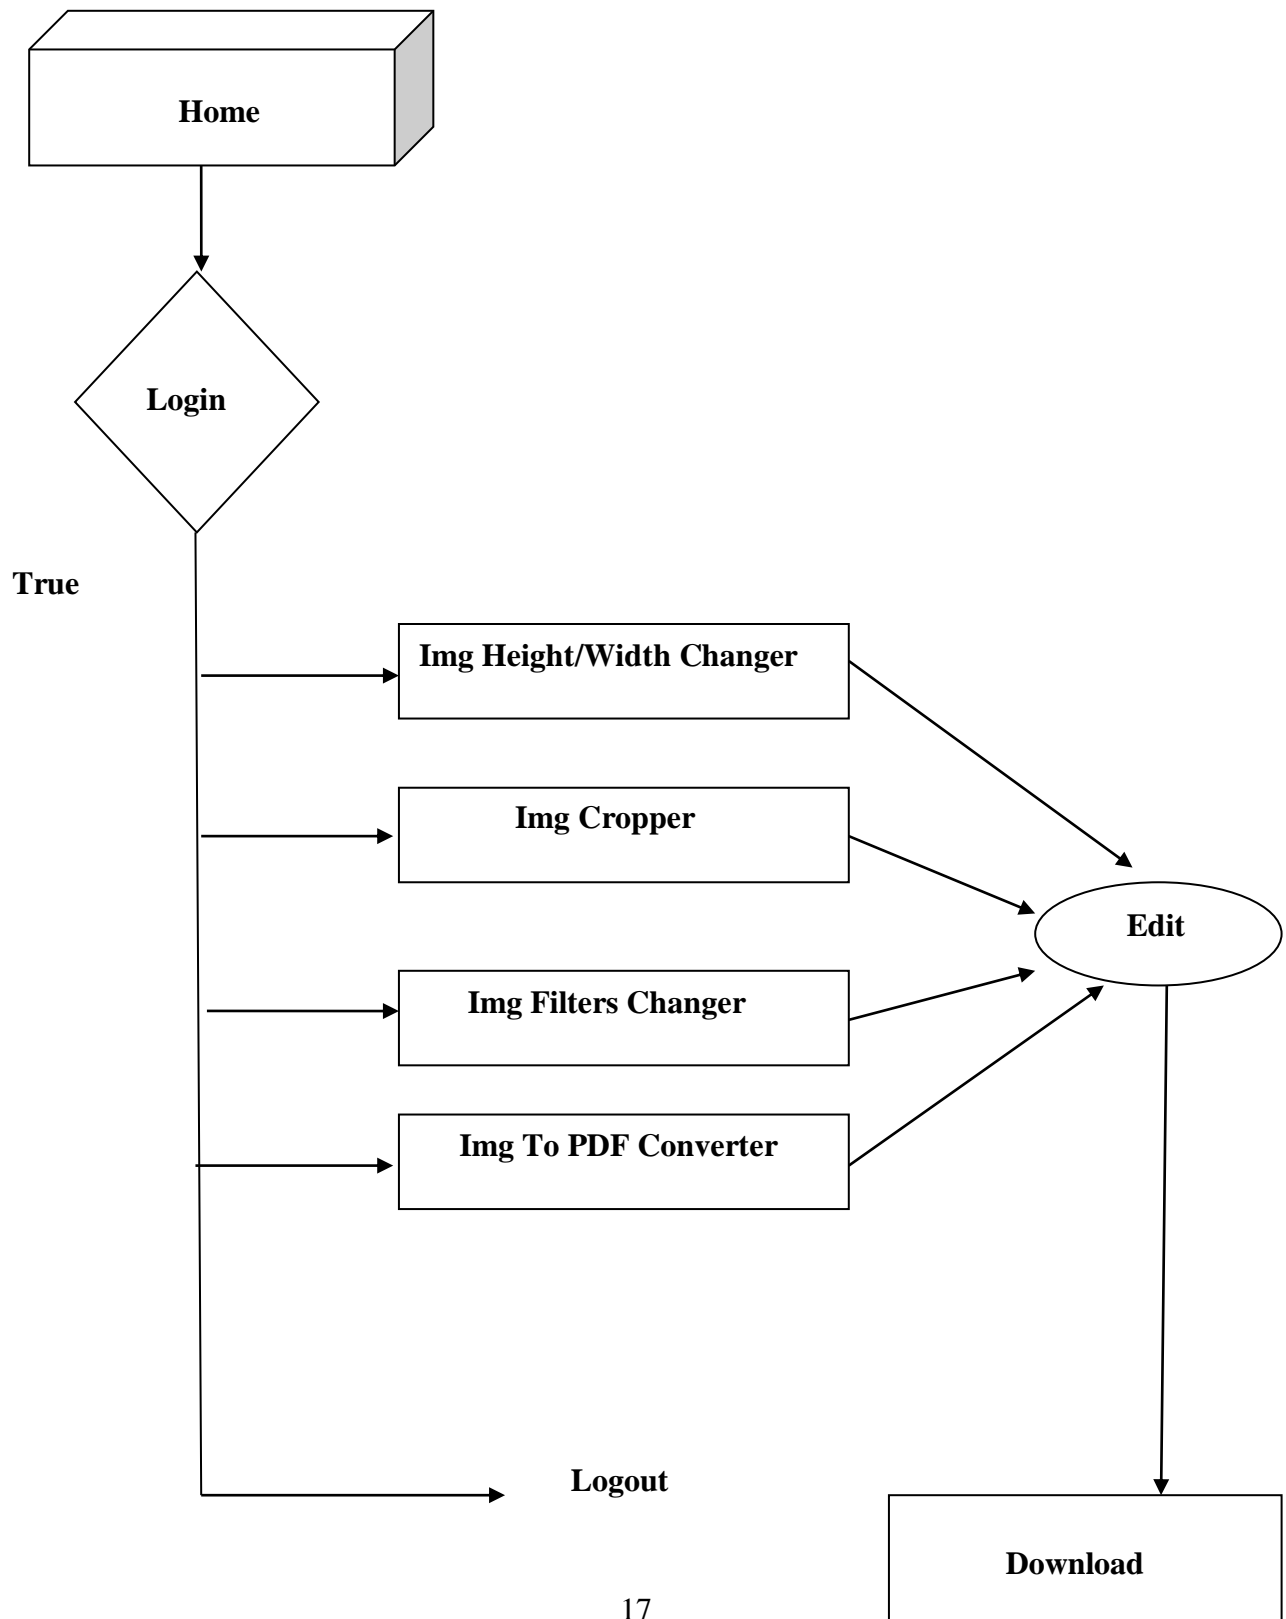 Home
Login
True
Img Height/Width Changer
Img Cropper
Edit
Img Filters Changer
Img To PDF Converter
Logout
Download
17